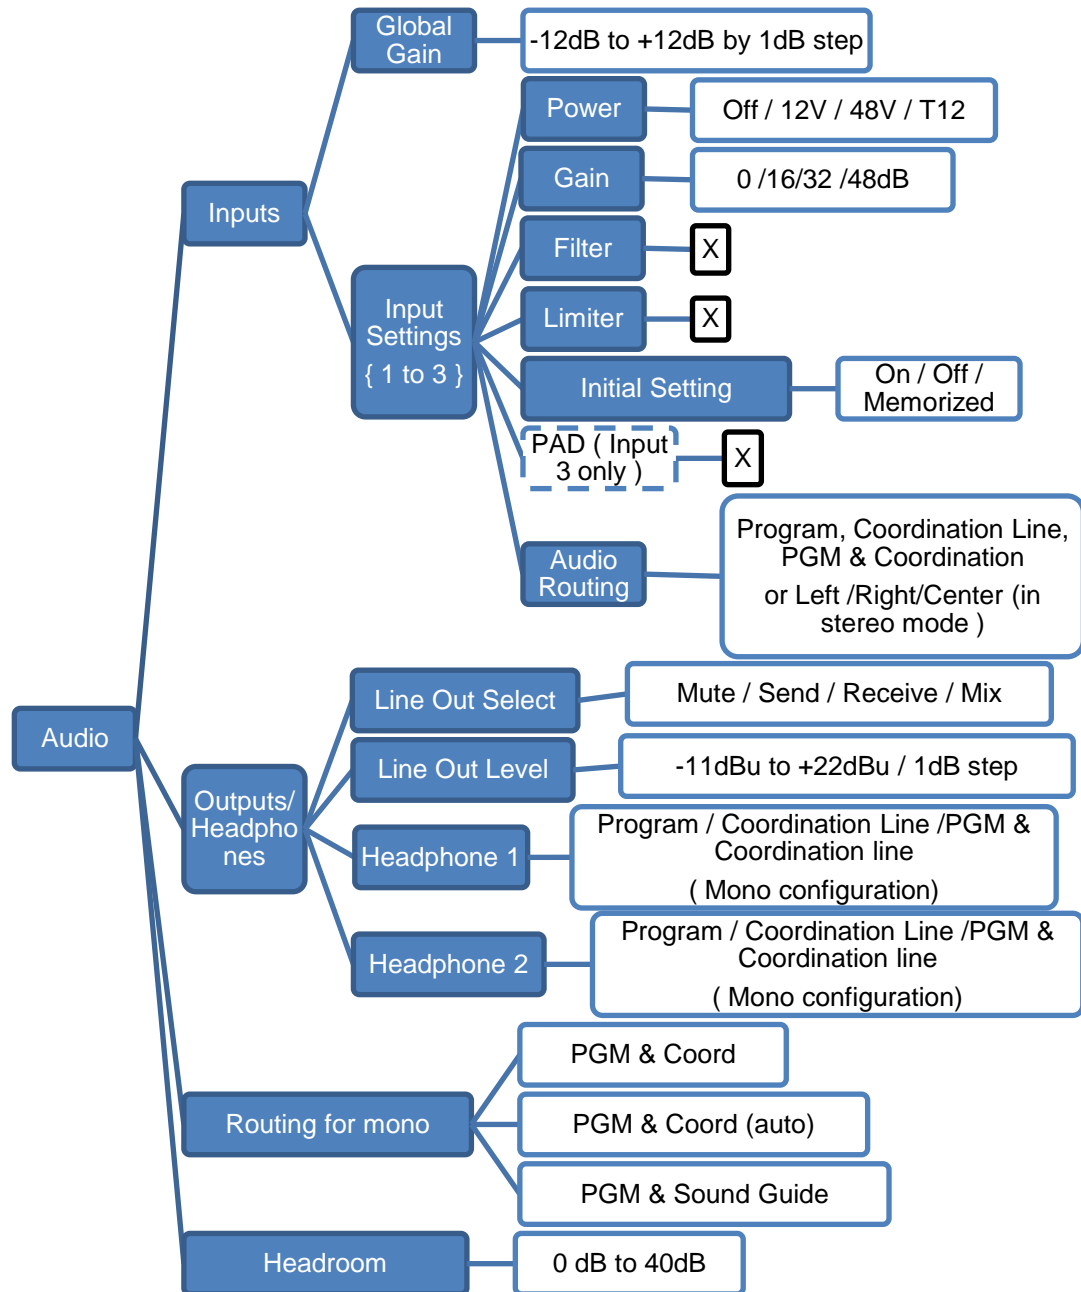 Global
Gain
-12dB to +12dB by 1dB step
Power
Off / 12V / 48V / T12
Gain
0 /16/32 /48dB
Inputs
Filter
X
Input
Settings
{ 1 to 3 }
Limiter
X
Initial Setting
On / Off /
Memorized
PAD ( Input
3 only )
X
Audio
Routing
Program, Coordination Line,
PGM & Coordination
or Left /Right/Center (in
stereo mode )
Audio
Line Out Select
Mute / Send / Receive / Mix
Line Out Level
-11dBu to +22dBu / 1dB step
Outputs/
Headpho
nes
Headphone 1
Program / Coordination Line /PGM &
Coordination line
( Mono configuration)
Headphone 2
Program / Coordination Line /PGM &
Coordination line
( Mono configuration)
Routing for mono
PGM & Coord
PGM & Coord (auto)
PGM & Sound Guide
Headroom
0 dB to 40dB